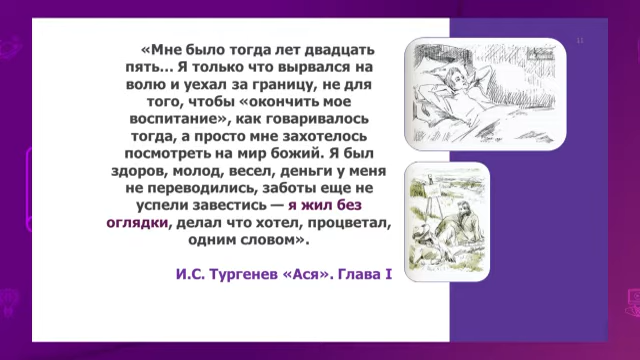 11
«Мне было тогда лет двадцать
пять... Я только что вырвался на
волю и уехал за границу, не для
того, чтобы «окончить мое
воспитание», как говаривалось
тогда, а просто мне захотелось
посмотреть на мир божий. Я был
здоров, молод, весел, деньги у меня
не переводились, заботы еще не
успели завестись — я жил без
оглядки, делал что хотел, процветал,
одним словом».
И.С. Тургенев «Ася». Глава I